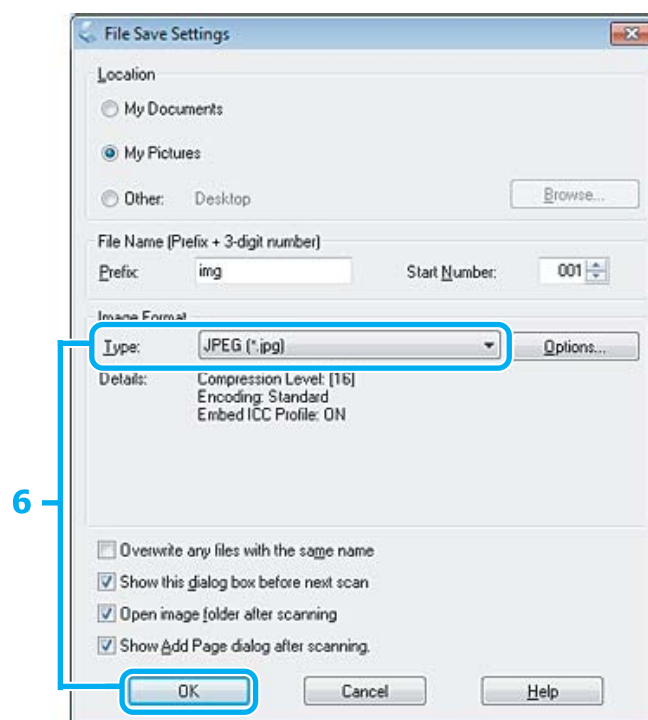 File Save Settings
Location
My Documents
My Pictures
Other: Desktop Browse...
File Name (Prefix + 3-digit number)
Prefix: img Start Number: 001
Image Format
Type: JPEG (*.jpg) Options...
Details: Compression Level: [16]
Encoding: Standard
Embed ICC Profile: ON
6
Overwrite any files with the same name
Show this dialog box before next scan
Open image folder after scanning
Show Add Page dialog after scanning.
OK Cancel Help